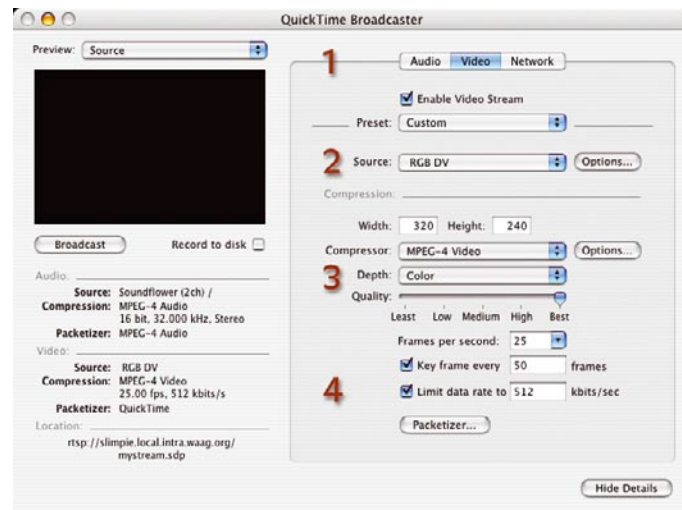 QuickTime Broadcaster
Preview: Source
Broadcast
Record to disk
Audio:
Source: Soundflower (2ch) /
Compression: MPEG-4 Audio
16 bit, 32.000 kHz, Stereo
Packetizer: MPEG-4 Audio
Video:
Source: RGB DV
Compression: MPEG-4 Video
25.00 fps, 512 kbits/s
Packetizer: QuickTime
Location:
rtsp://slimpie.local.intra.waag.org/
mystream.sdp
1
Audio Video Network
Enable Video Stream
Preset: Custom
2
Source: RGB DV Options...
Compression:
Width: 320 Height: 240
Compressor: MPEG-4 Video Options...
3
Depth: Color
Quality:
Least Low Medium High Best
Frames per second: 25
Key frame every 50 frames
4
Limit data rate to 512 kbits/sec
Packetizer...
Hide Details